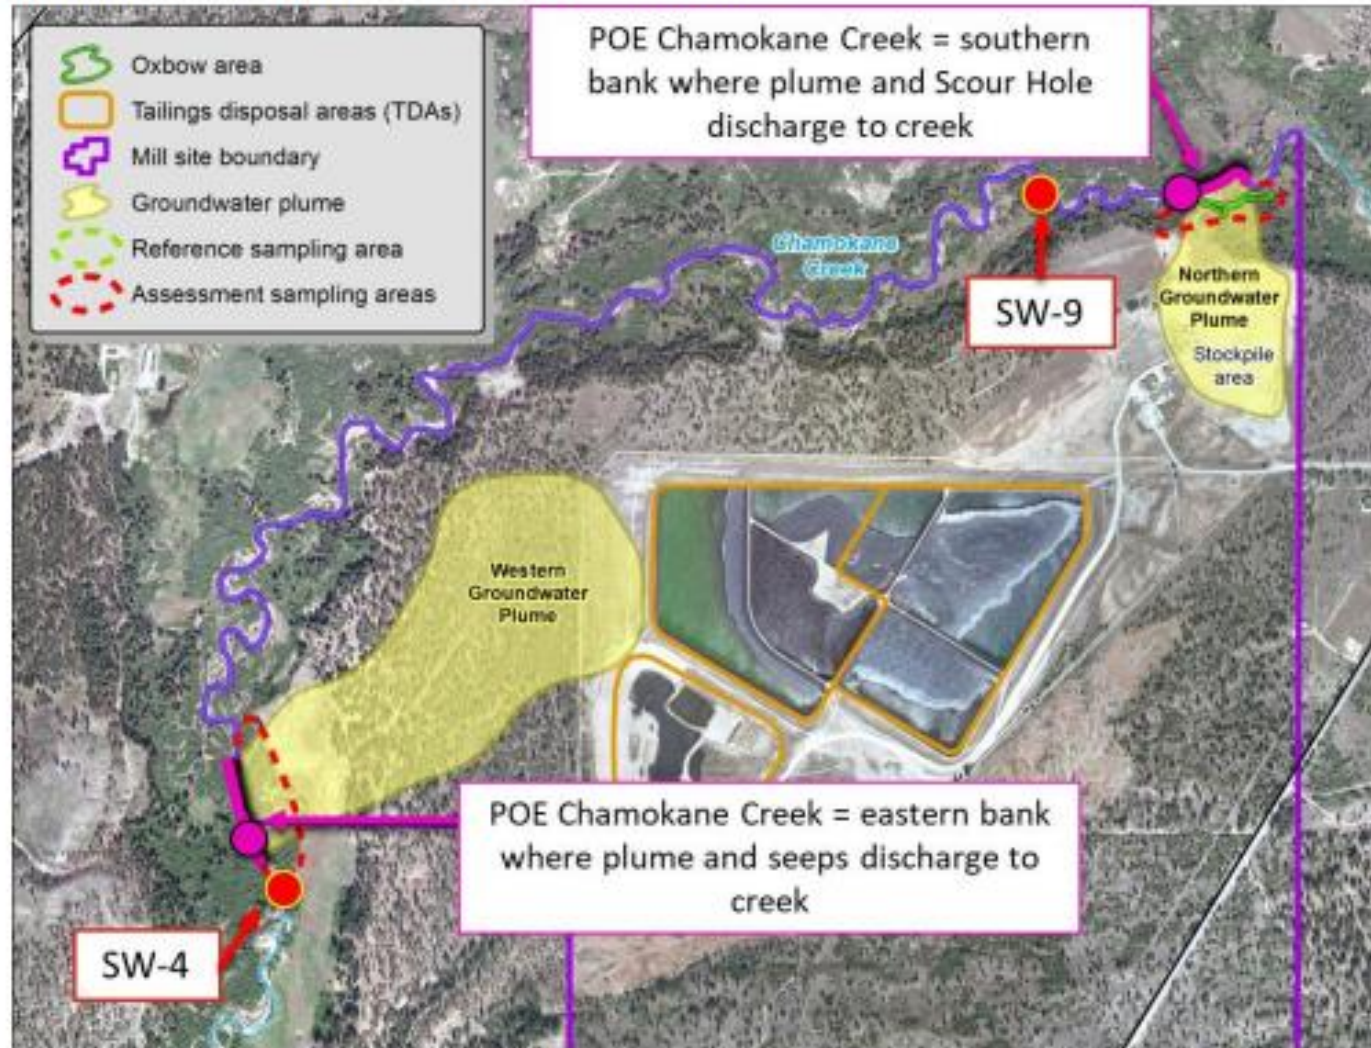 Oxbow area
Tailings disposal areas (TDAs)
Mill site boundary
Groundwater plume
Reference sampling area
Assessment sampling areas
POE Chamokane Creek = southern
bank where plume and Scour Hole
discharge to creek
Chamokane
Creek
SW-9
Northern
Groundwater
Plume
Stockpile
area
Western
Groundwater
Plume
POE Chamokane Creek = eastern bank
where plume and seeps discharge to
creek
SW-4